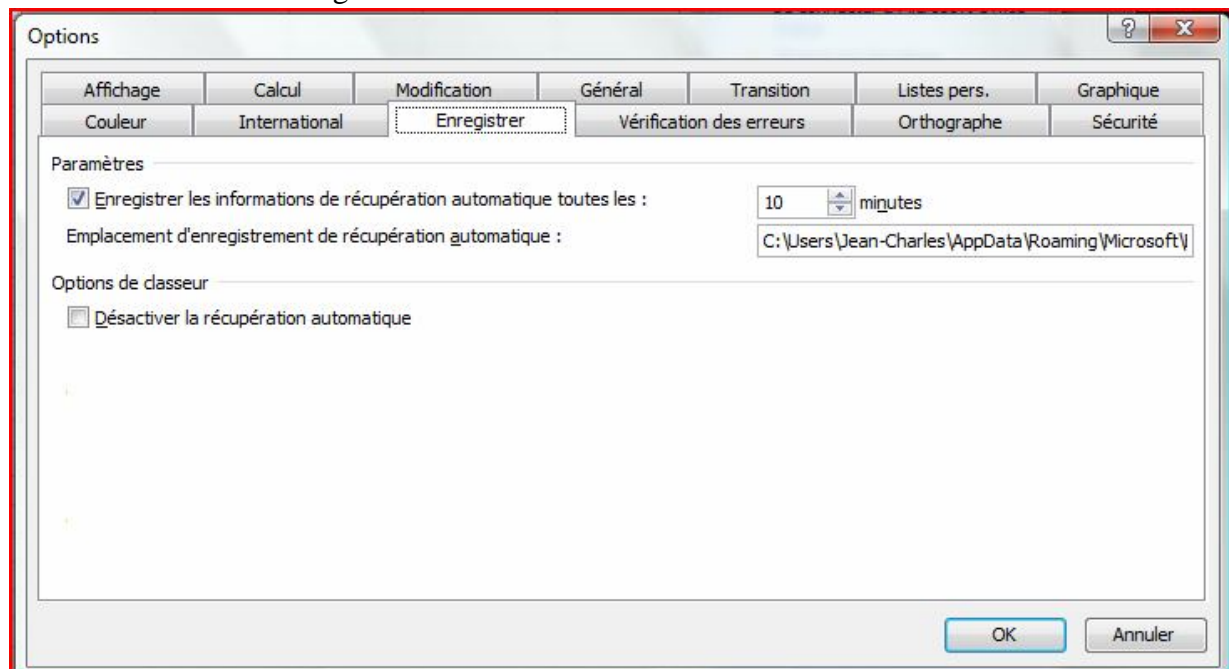 Options
Affichage Calcul Modification Général Transition Listes pers. Graphique
Couleur International Enregistrer Vérification des erreurs Orthographe Sécurité
Paramètres
Enregistrer les informations de récupération automatique toutes les : 10 minutes
Emplacement d'enregistrement de récupération automatique : C:\Users\Jean-Charles\AppData\Roaming\Microsoft\
Options de classeur
Désactiver la récupération automatique
OK Annuler